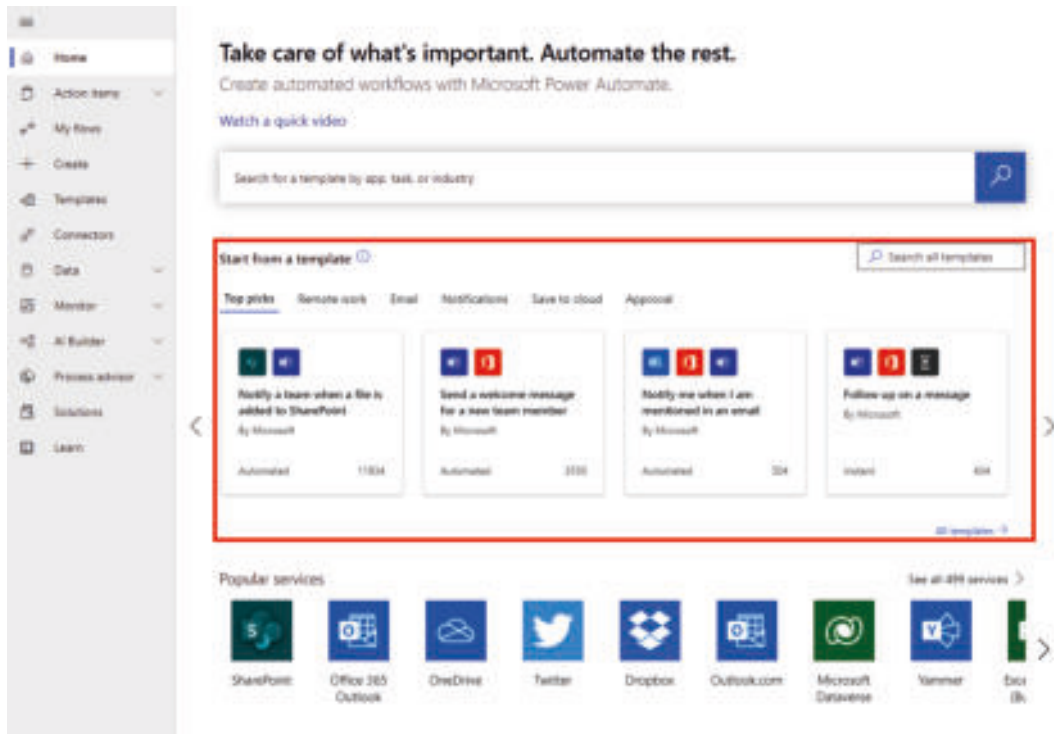 Home
Action items
My flows
Create
Templates
Connectors
Data
Monitor
AI Builder
Process advisor
Solutions
Learn
Take care of what's important. Automate the rest.
Create automated workflows with Microsoft Power Automate.
Watch a quick video
Search for a template by app, task, or industry
Start from a template
Search all templates
Top picks Remote work Email Notifications Save to cloud Approval
Notify a team when a file is
added to SharePoint
By Microsoft
Automated
Send a welcome message
for a new team member
By Microsoft
Automated
Notify me when I am
mentioned in an email
By Microsoft
Automated
Follow up on a message
By Microsoft
Instant
All templates
Popular services
See all 499 services
SharePoint
Office 365
Outlook
OneDrive
Twitter
Dropbox
Outlook.com
Microsoft
Dataverse
Yammer